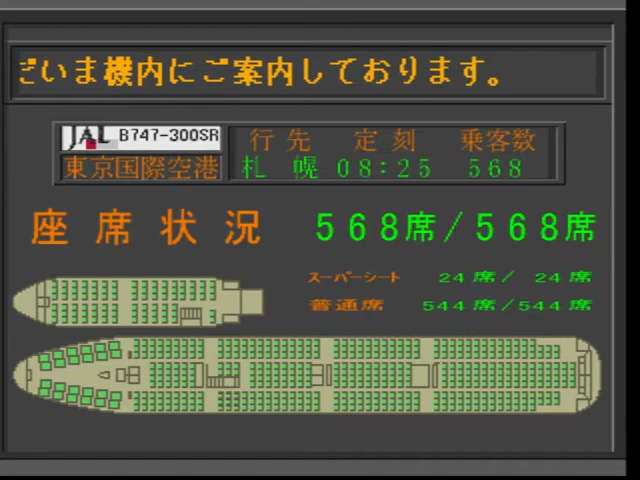 ざいま機内にご案内しております。
JAL B747-300SR
行先 定刻 乗客数
東京国際空港 札幌 08:25 568
座席状況 568席/568席
スーパーシート 24席/ 24席
普通席 544席/544席